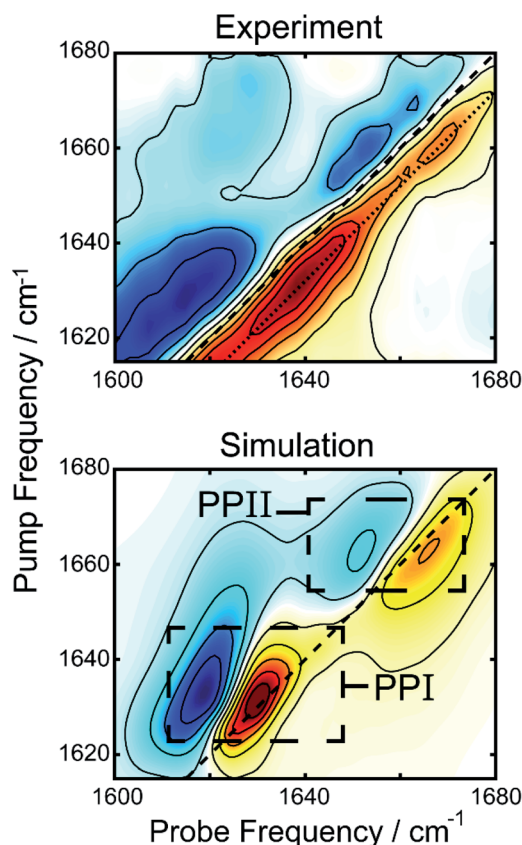 Experiment
1680
1660
1640
1620
1600 1640 1680
Simulation
1680
1660
1640
1620
1600 1640 1680
PPII
PPI
Pump Frequency / cm-1
Probe Frequency / cm-1